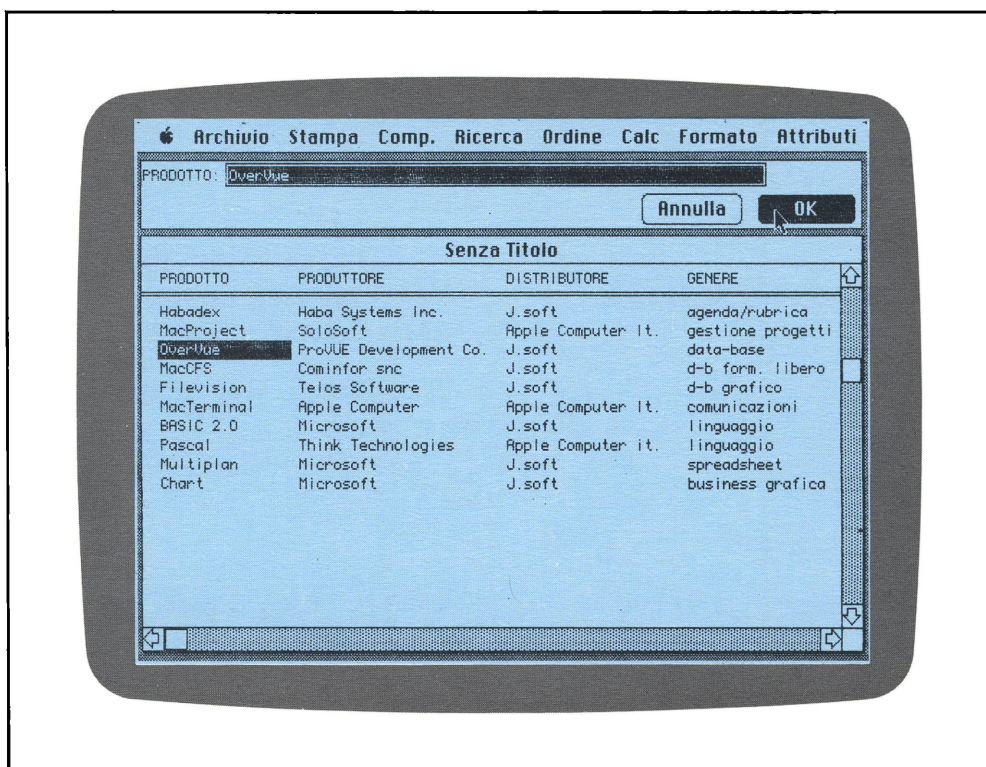 Archivio Stampa Comp. Ricerca Ordine Calc Formato Attributi
PRODOTTO: OverVue
Annulla OK
Senza Titolo
PRODOTTO PRODUTTORE DISTRIBUTORE GENERE
Habadex Haba Systems Inc. J.soft agenda/rubrica
MacProject SoloSoft Apple Computer It. gestione progetti
OverVue ProVUE Development Co. J.soft data-base
MacCFS Cominfor snc J.soft d-b form. libero
Filevision Telos Software J.soft d-b grafico
MacTerminal Apple Computer Apple Computer It. comunicazioni
BASIC 2.0 Microsoft J.soft linguaggio
Pascal Think Technologies Apple Computer it. linguaggio
Multiplan Microsoft J.soft spreadsheet
Chart Microsoft J.soft business grafica